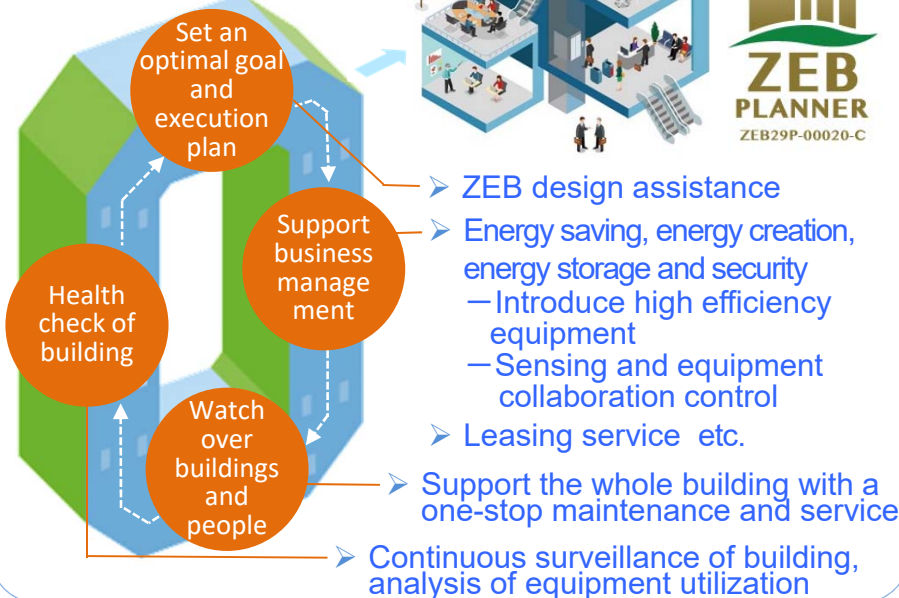 Set an
optimal goal
and
execution
plan
ZEB
PLANNER
ZEB29P-00020-C
➢ ZEB design assistance
Support
business
manage
ment
➢ Energy saving, energy creation,
energy storage and security
－Introduce high efficiency
equipment
－Sensing and equipment
collaboration control
➢ Leasing service etc.
Health
check of
building
Watch
over
buildings
and
people
➢ Support the whole building with a
one-stop maintenance and service
➢ Continuous surveillance of building,
analysis of equipment utilization